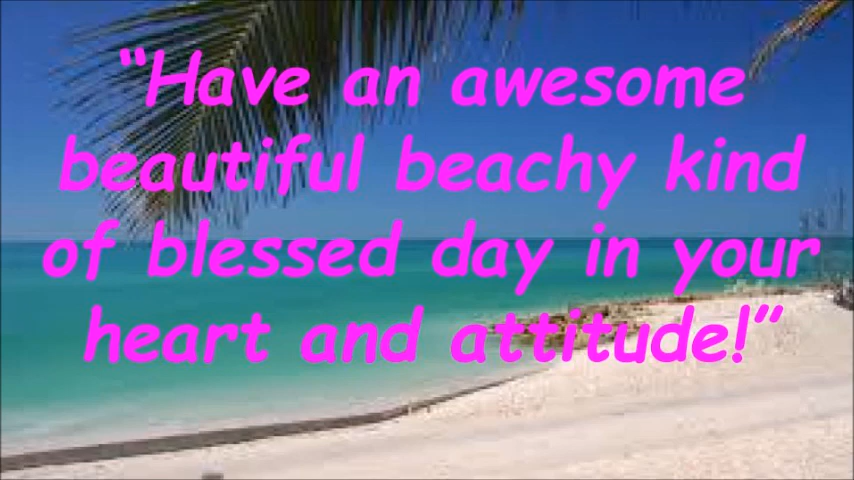 “Have an awesome
beautiful beachy kind
of blessed day in your
heart and attitude!”